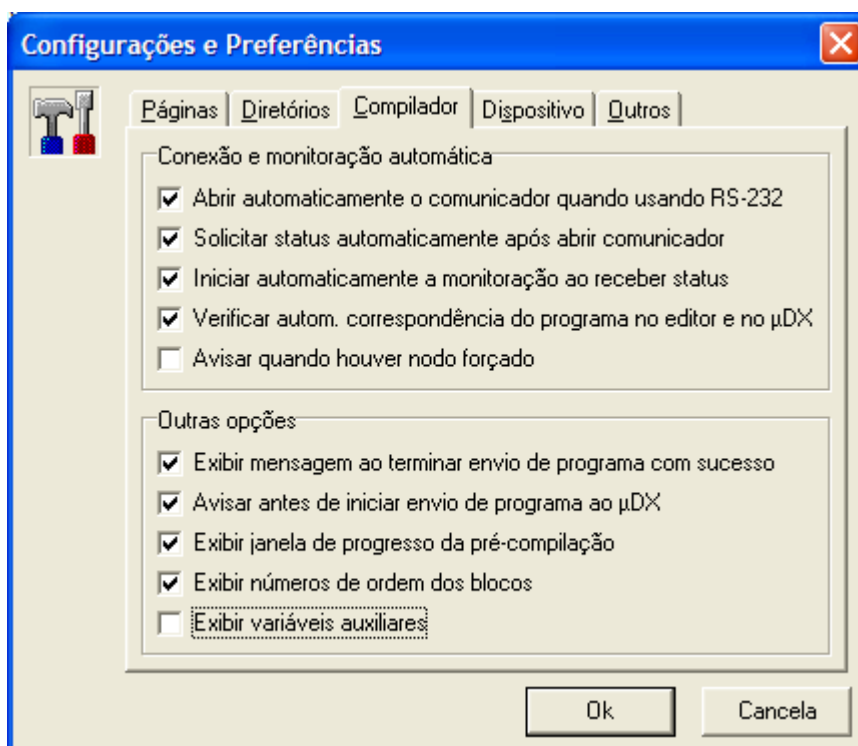 Configurações e Preferências
Páginas Diretórios Compilador Dispositivo Outros
Conexão e monitoração automática
Abrir automaticamente o comunicador quando usando RS-232
Solicitar status automaticamente após abrir comunicador
Iniciar automaticamente a monitoração ao receber status
Verificar autom. correspondência do programa no editor e no µDX
Avisar quando houver nodo forçado
Outras opções
Exibir mensagem ao terminar envio de programa com sucesso
Avisar antes de iniciar envio de programa ao µDX
Exibir janela de progresso da pré-compilação
Exibir números de ordem dos blocos
Exibir variáveis auxiliares
Ok Cancela